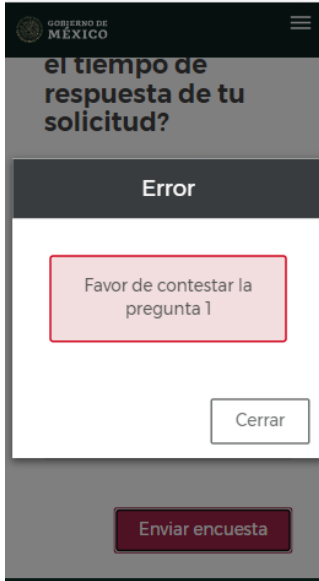 GOBIERNO DE
MÉXICO
el tiempo de
respuesta de tu
solicitud?
Error
Favor de contestar la
pregunta 1
Cerrar
Enviar encuesta